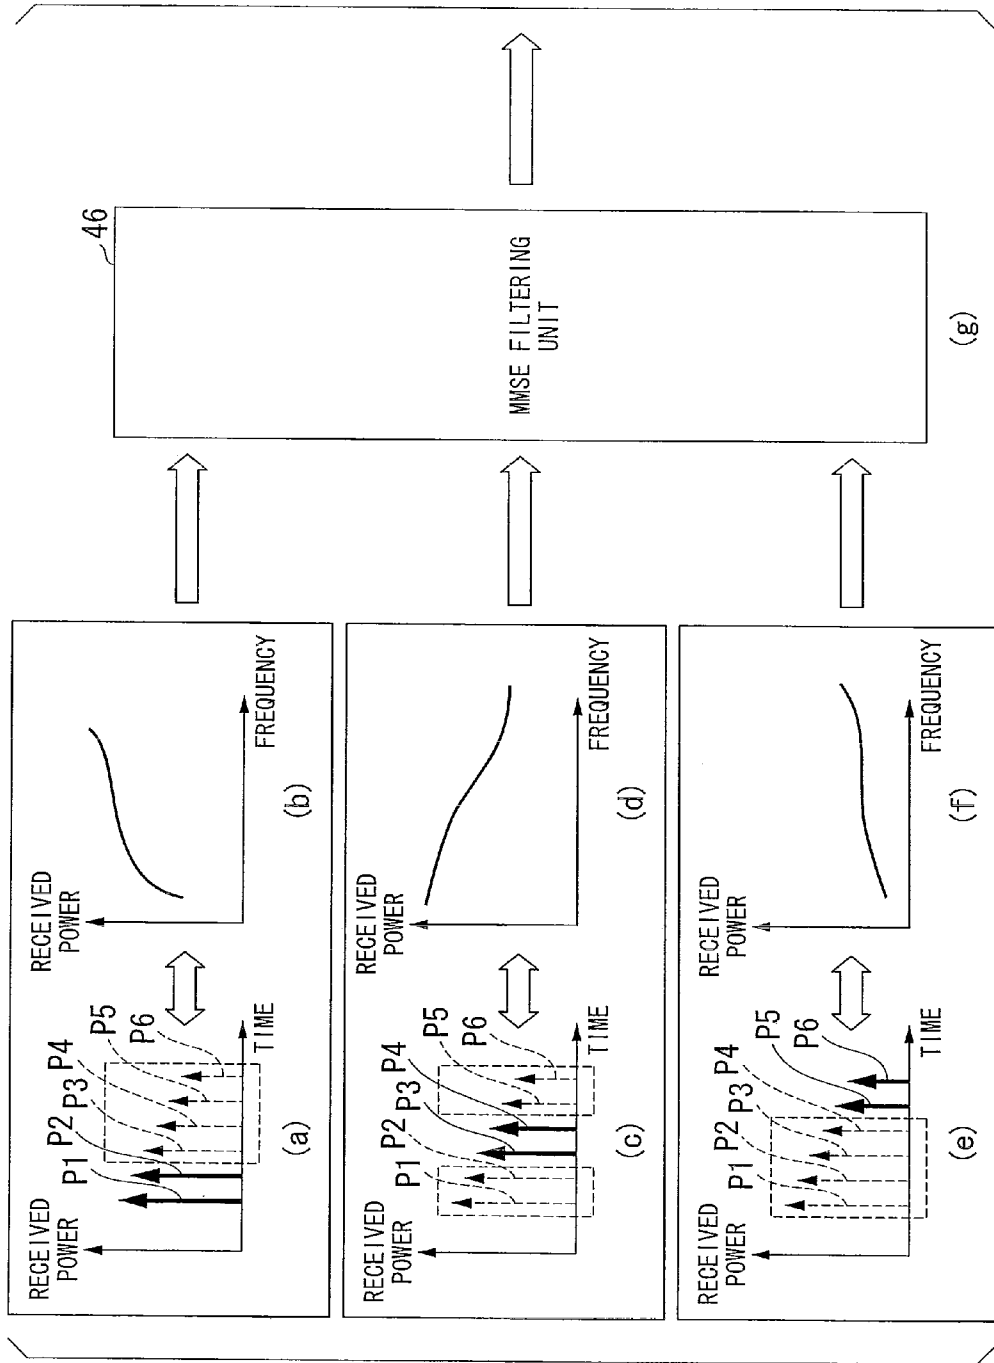 RECEIVED
POWER
P1
P2
P3
P4
P5
P6
TIME
(a)
RECEIVED
POWER
FREQUENCY
(b)
RECEIVED
POWER
P1
P2
P3
P4
P5
P6
TIME
(c)
RECEIVED
POWER
FREQUENCY
(d)
RECEIVED
POWER
P1
P2
P3
P4
P5
P6
TIME
(e)
RECEIVED
POWER
FREQUENCY
(f)
46
MMSE FILTERING
UNIT
(g)